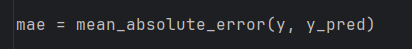 mae = mean_absolute_error(y, y_pred)